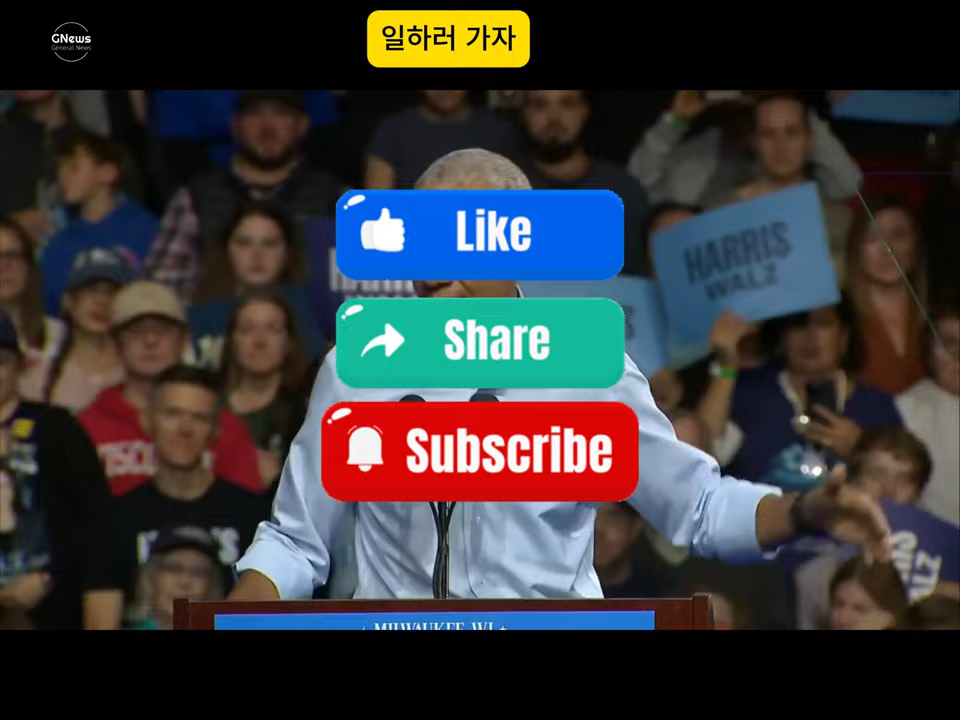 GNews
General News
일하러 가자
Like
HARRIS
WALZ
Share
Subscribe
MILWAUKEE, WI